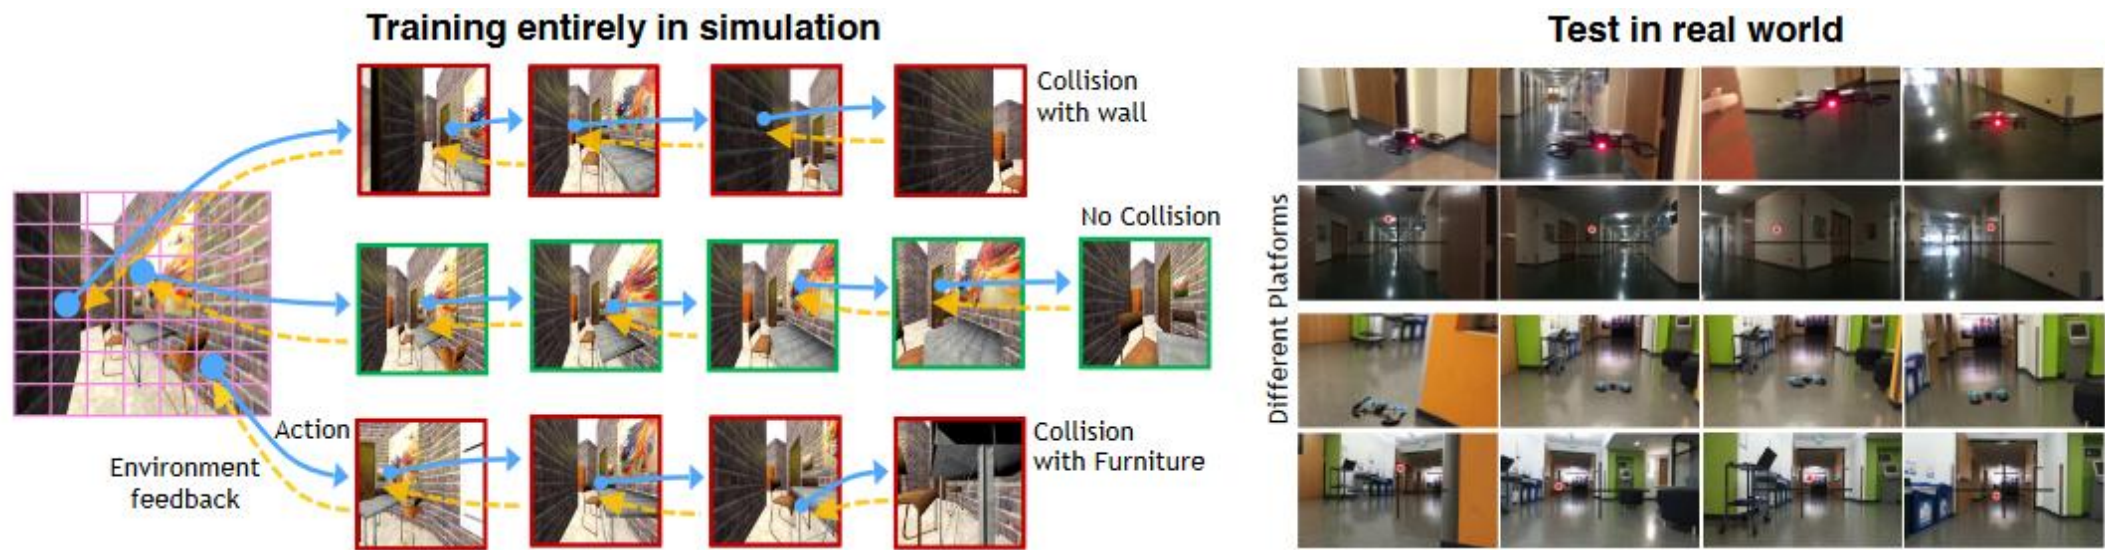 Training entirely in simulation
Test in real world
Collision
with wall
No Collision
Action
Environment
feedback
Collision
with Furniture
Different Platforms